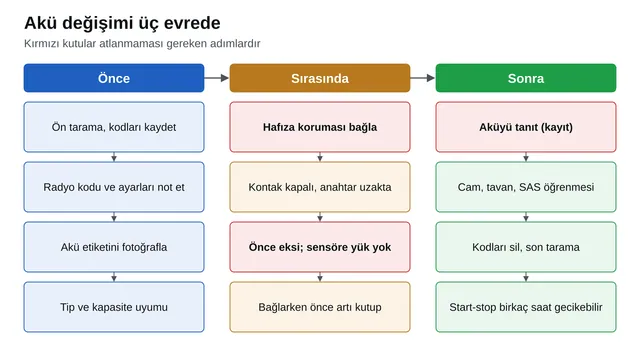 Akü değişimi üç evrede
Kırmızı kutular atlanmaması gereken adımlardır
Önce
Ön tarama, kodları kaydet
Radyo kodu ve ayarları not et
Akü etiketini fotoğrafla
Tip ve kapasite uyumu
Sırasında
Hafıza koruması bağla
Kontak kapalı, anahtar uzakta
Önce eksi; sensöre yük yok
Bağlarken önce artı kutup
Sonra
Aküyü tanıt (kayıt)
Cam, tavan, SAS öğrenmesi
Kodları sil, son tarama
Start-stop birkaç saat gecikebilir